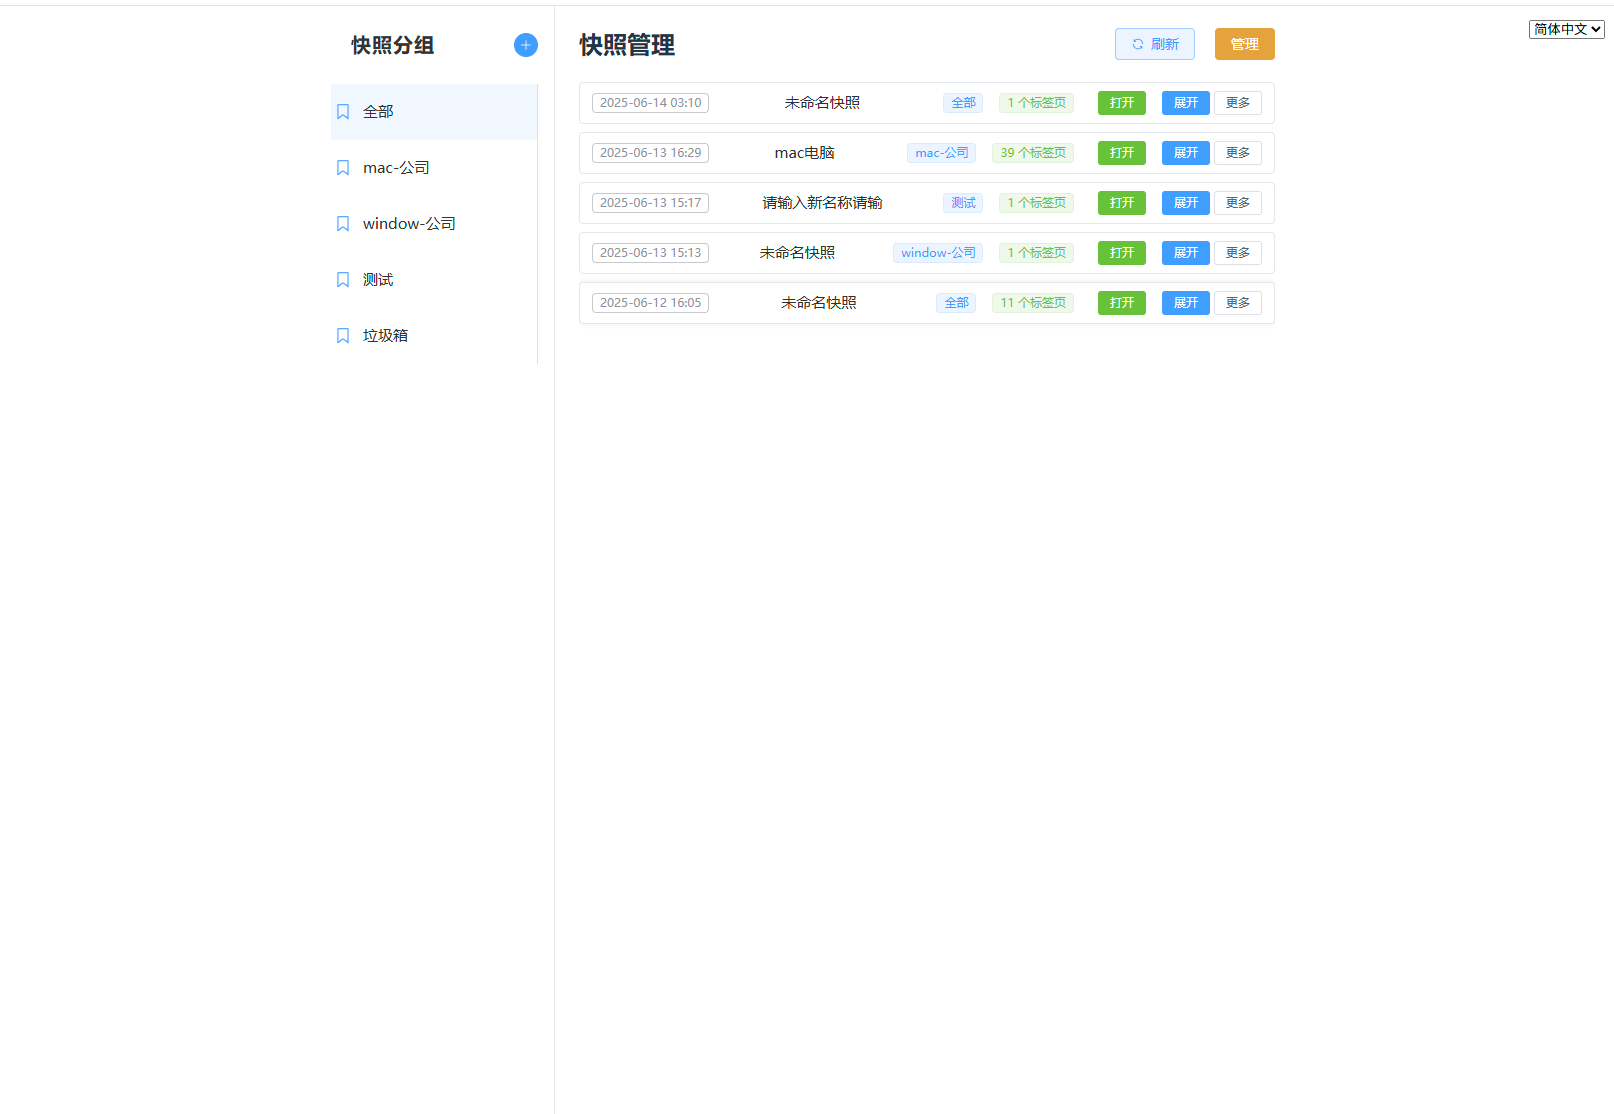 快照分组
全部
mac-公司
window-公司
测试
垃圾箱
快照管理 刷新 管理
简体中文
2025-06-14 03:10 未命名快照 全部 1 个标签页 打开 展开 更多
2025-06-13 16:29 mac电脑 mac-公司 39 个标签页 打开 展开 更多
2025-06-13 15:17 请输入新名称请输 测试 1 个标签页 打开 展开 更多
2025-06-13 15:13 未命名快照 window-公司 1 个标签页 打开 展开 更多
2025-06-12 16:05 未命名快照 全部 11 个标签页 打开 展开 更多